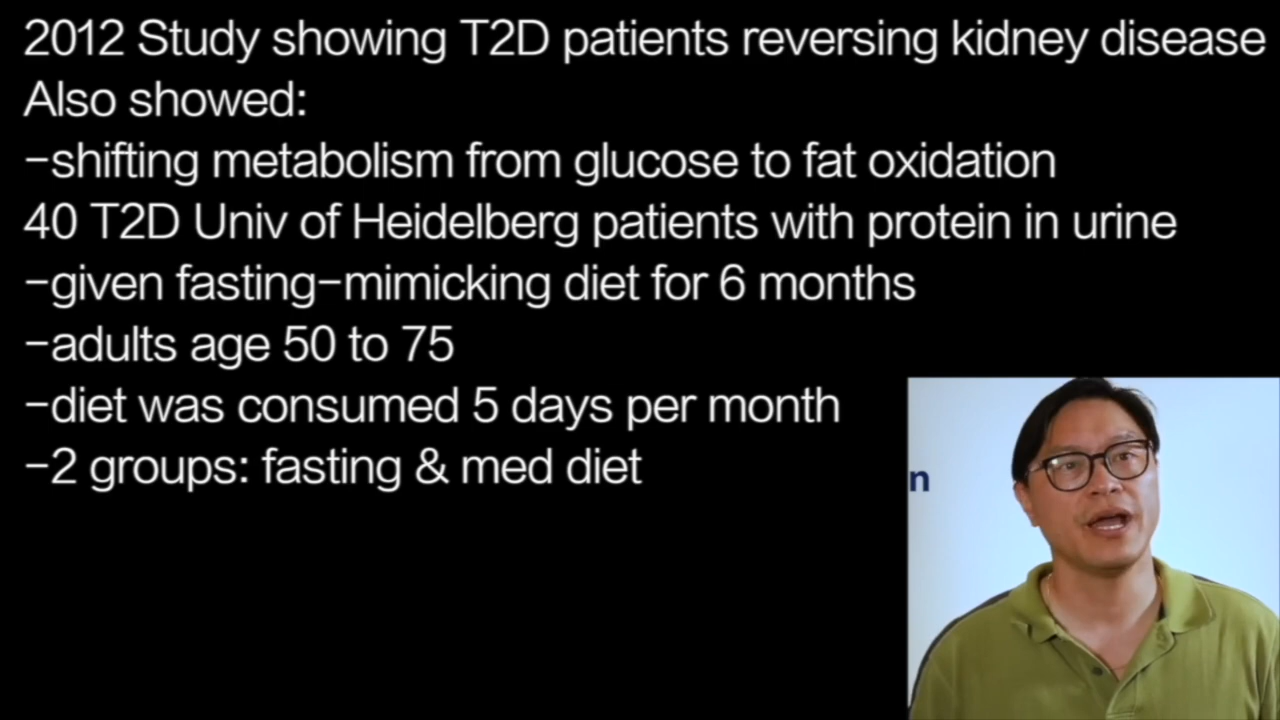 2012 Study showing T2D patients reversing kidney disease
Also showed:
-shifting metabolism from glucose to fat oxidation
40 T2D Univ of Heidelberg patients with protein in urine
-given fasting-mimicking diet for 6 months
-adults age 50 to 75
-diet was consumed 5 days per month
-2 groups: fasting & med diet
n